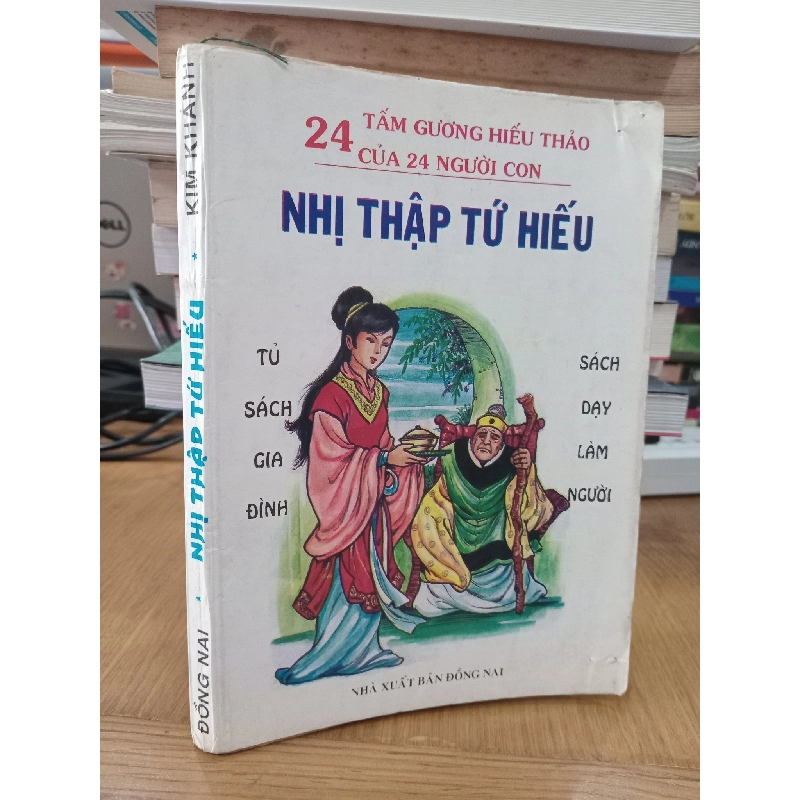 24 TẤM GƯƠNG HIẾU THẢO
CỦA 24 NGƯỜI CON
NHỊ THẬP TỨ HIẾU
TỦ
SÁCH
GIA
ĐÌNH
SÁCH
DẠY
LÀM
NGƯỜI
NHÀ XUẤT BẢN ĐỒNG NAI
KIM KHÁNH * NHỊ THẬP TỨ HIẾU * ĐỒNG NAI
DELL